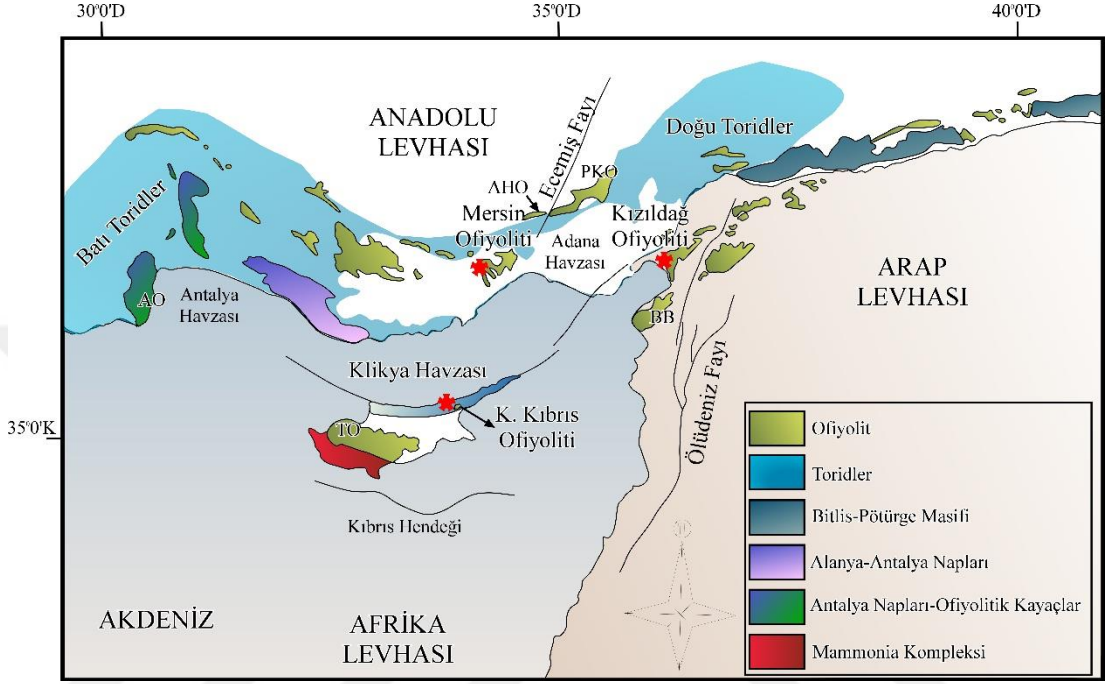 30°0'D
35°0'D
40°0'D
ANADOLU
LEVHASI
Ecemiş Fayı
Doğu Toridler
PKO
AHO
Mersin
Ofiyoliti
Kızıldağ
Ofiyoliti
Adana
Havzası
Batı Toridler
ARAP
LEVHASI
AO
Antalya
Havzası
BB
Klikya Havzası
Ölüdeniz Fayı
K. Kıbrıs
Ofiyoliti
35°0'K
TO
Kıbrıs Hendeği
AKDENİZ
AFRİKA
LEVHASI
Ofiyolit
Toridler
Bitlis-Pötürge Masifi
Alanya-Antalya Napları
Antalya Napları-Ofiyolitik Kayaçlar
Mammonia Kompleksi